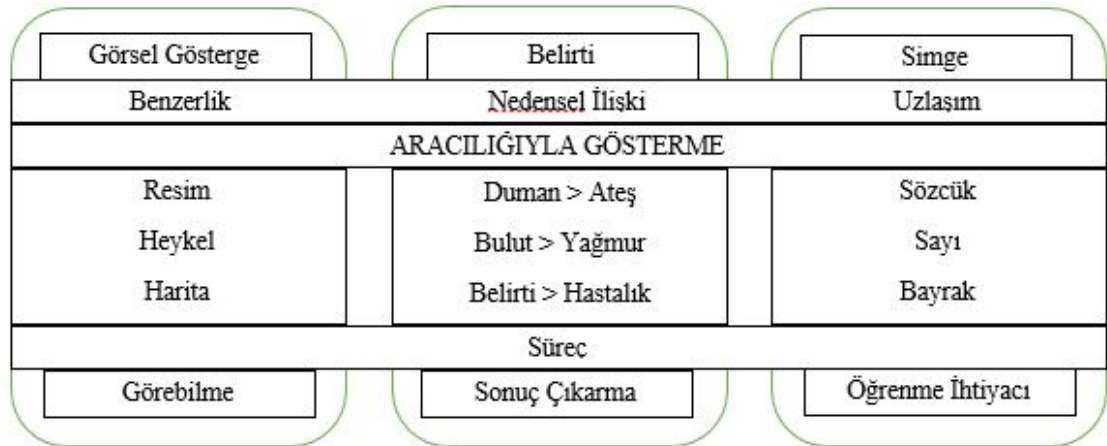 Görsel Gösterge Belirti Simge
Benzerlik Nedensel İlişki Uzlaşım
ARACILIĞIYLA GÖSTERME
Resim Duman > Ateş Sözcük
Heykel Bulut > Yağmur Sayı
Harita Belirti > Hastalık Bayrak
Süreç
Görebilme Sonuç Çıkarma Öğrenme İhtiyacı